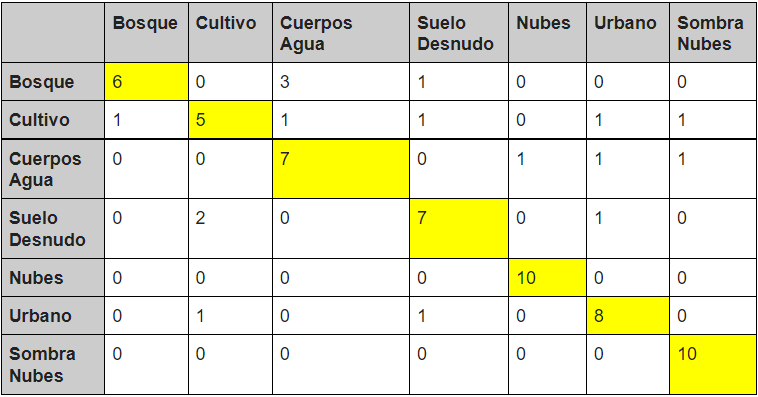 Bosque Cultivo Cuerpos Agua Suelo Desnudo Nubes Urbano Sombra Nubes
Bosque 6 0 3 1 0 0 0
Cultivo 1 5 1 1 0 1 1
Cuerpos Agua 0 0 7 0 1 1 1
Suelo Desnudo 0 2 0 7 0 1 0
Nubes 0 0 0 0 10 0 0
Urbano 0 1 0 1 0 8 0
Sombra Nubes 0 0 0 0 0 0 10